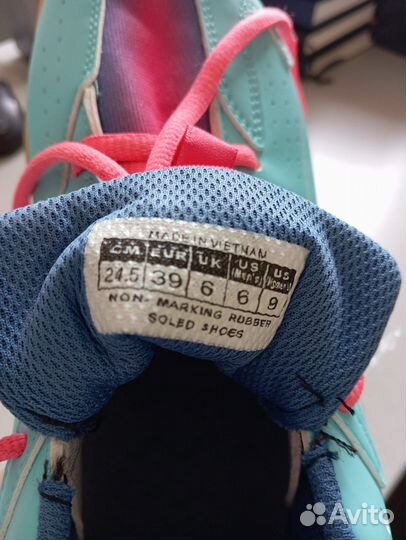 MADE IN VIETNAM
CM EUR UK US (Men's) US
24.5 39 6 6 9
NON-MARKING RUBBER
SOLED SHOES
Avito